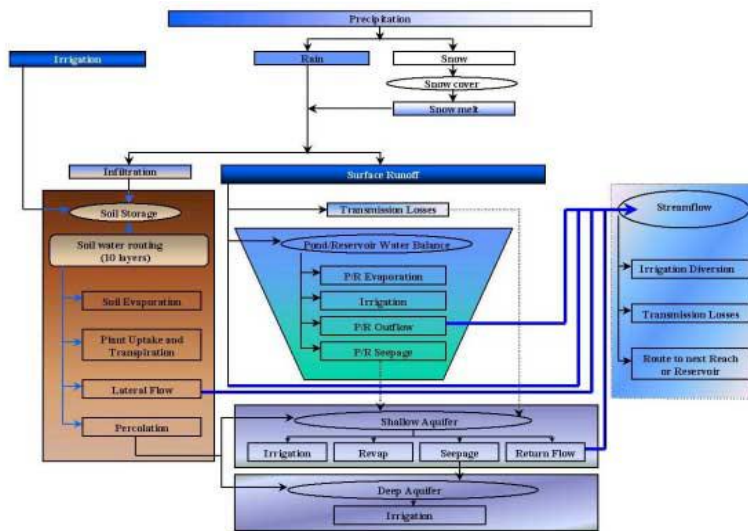 Precipitation
Irrigation
Rain
Snow
Snow cover
Snow melt
Infiltration
Surface Runoff
Soil Storage
Transmission Losses
Streamflow
Soil water routing
(10 layers)
Pond/Reservoir Water Balance
P/R Evaporation
Irrigation Diversion
Soil Evaporation
Irrigation
Transmission Losses
Plant Uptake and
Transpiration
P/R Outflow
P/R Seepage
Route to next Reach
or Reservoir
Lateral Flow
Percolation
Shallow Aquifer
Irrigation
Revap
Seepage
Return Flow
Deep Aquifer
Irrigation